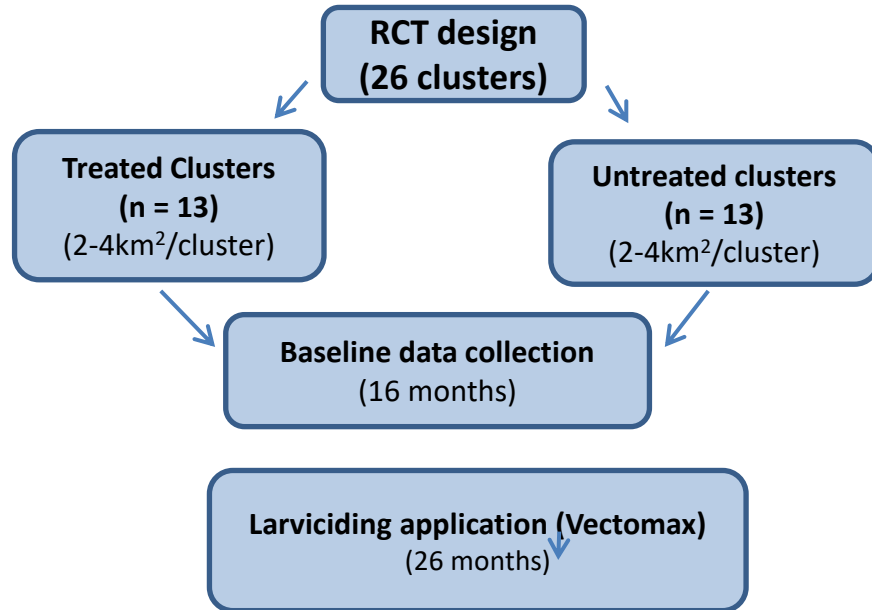 RCT design
(26 clusters)
Treated Clusters
(n = 13)
(2-4km²/cluster)
Untreated clusters
(n = 13)
(2-4km²/cluster)
Baseline data collection
(16 months)
Larviciding application (Vectomax)
(26 months)